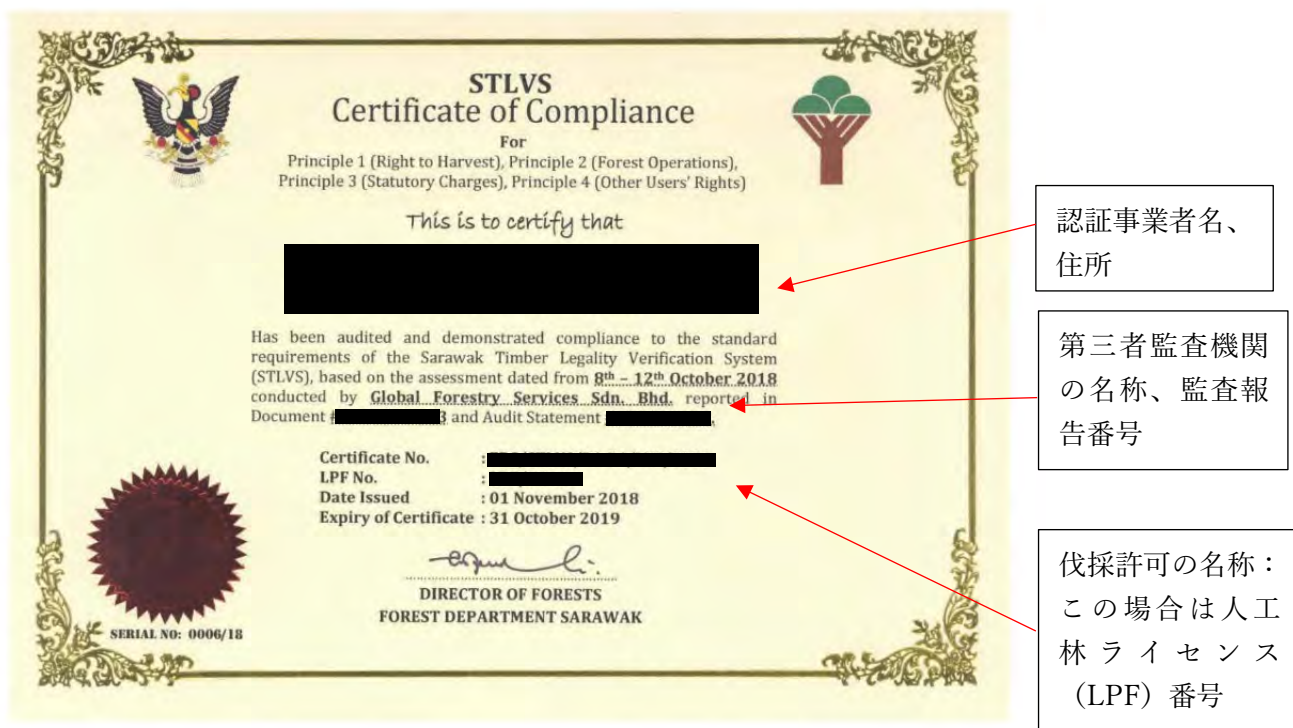 STLVS
Certificate of Compliance
For
Principle 1 (Right to Harvest), Principle 2 (Forest Operations),
Principle 3 (Statutory Charges), Principle 4 (Other Users' Rights)
This is to certify that
Has been audited and demonstrated compliance to the standard
requirements of the Sarawak Timber Legality Verification System
(STLVS), based on the assessment dated from 8th – 12th October 2018
conducted by Global Forestry Services Sdn. Bhd. reported in
Document #3 and Audit Statement .
Certificate No. :
LPF No. :
Date Issued : 01 November 2018
Expiry of Certificate : 31 October 2019
DIRECTOR OF FORESTS
FOREST DEPARTMENT SARAWAK
SERIAL NO: 0006/18
認証事業者名、
住所
第三者監査機関
の名称、監査報
告番号
伐採許可の名称：
この場合は人工
林ライセンス
（LPF）番号